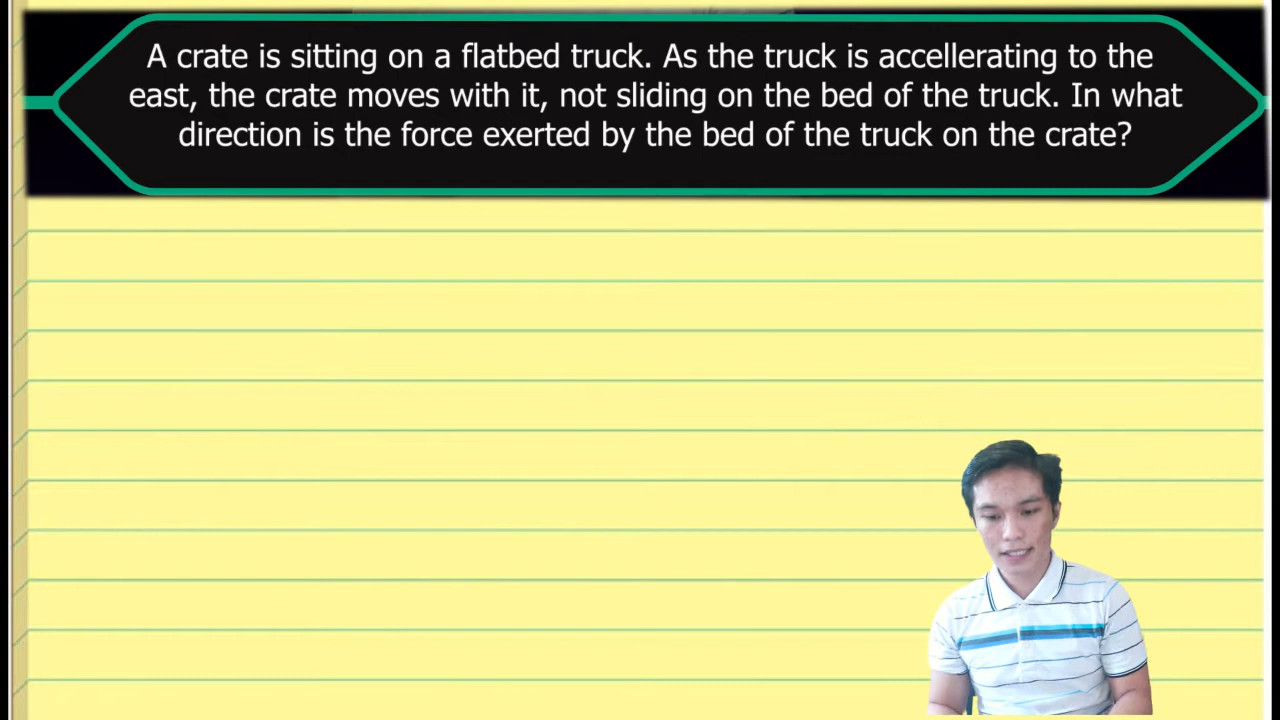 A crate is sitting on a flatbed truck. As the truck is accellerating to the
east, the crate moves with it, not sliding on the bed of the truck. In what
direction is the force exerted by the bed of the truck on the crate?